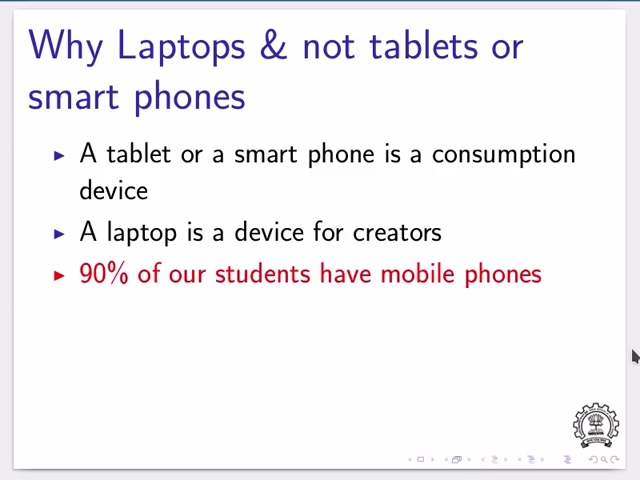 Why Laptops & not tablets or
smart phones
A tablet or a smart phone is a consumption
device
A laptop is a device for creators
90% of our students have mobile phones